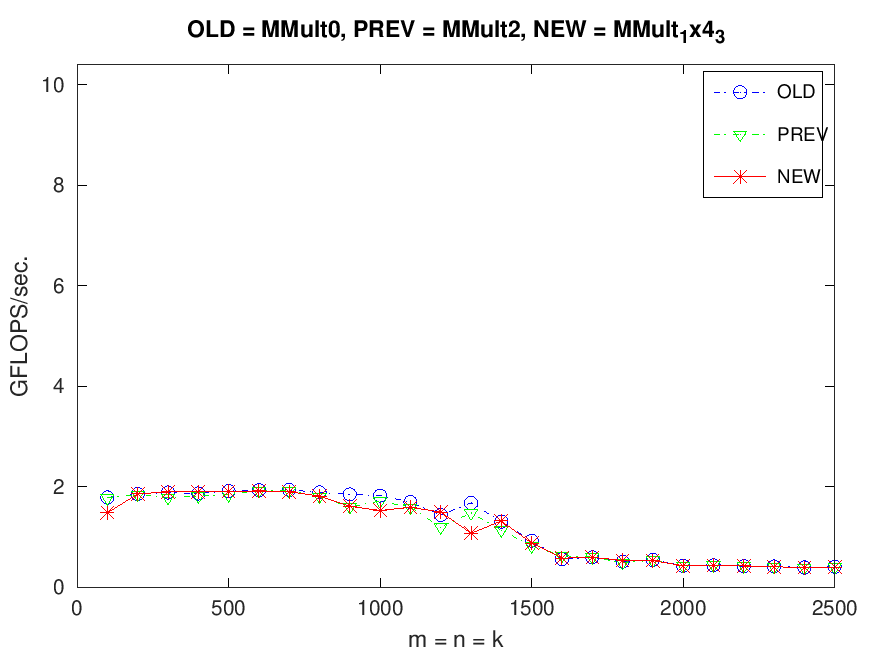 OLD = MMult0, PREV = MMult2, NEW = MMult₁x4₃
10
8
6
4
2
0
GFLOPS/sec.
OLD
PREV
NEW
0 500 1000 1500 2000 2500
m = n = k